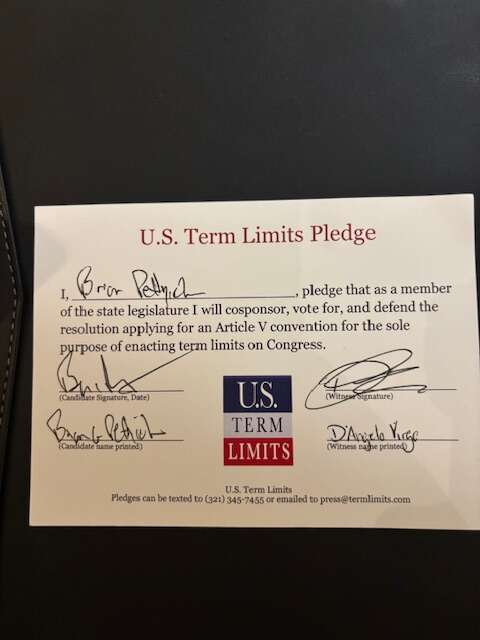 U.S. Term Limits Pledge
I, Brian , pledge that as a member
of the state legislature I will cosponsor, vote for, and defend the
resolution applying for an Article V convention for the sole
purpose of enacting term limits on Congress.
(Candidate Signature, Date)
(Witness Signature)
(Candidate name printed)
D'Angelo Virgo
(Witness name printed)
U.S.
TERM
LIMITS
U.S. Term Limits
Pledges can be texted to (321) 345-7455 or emailed to press@termlimits.com